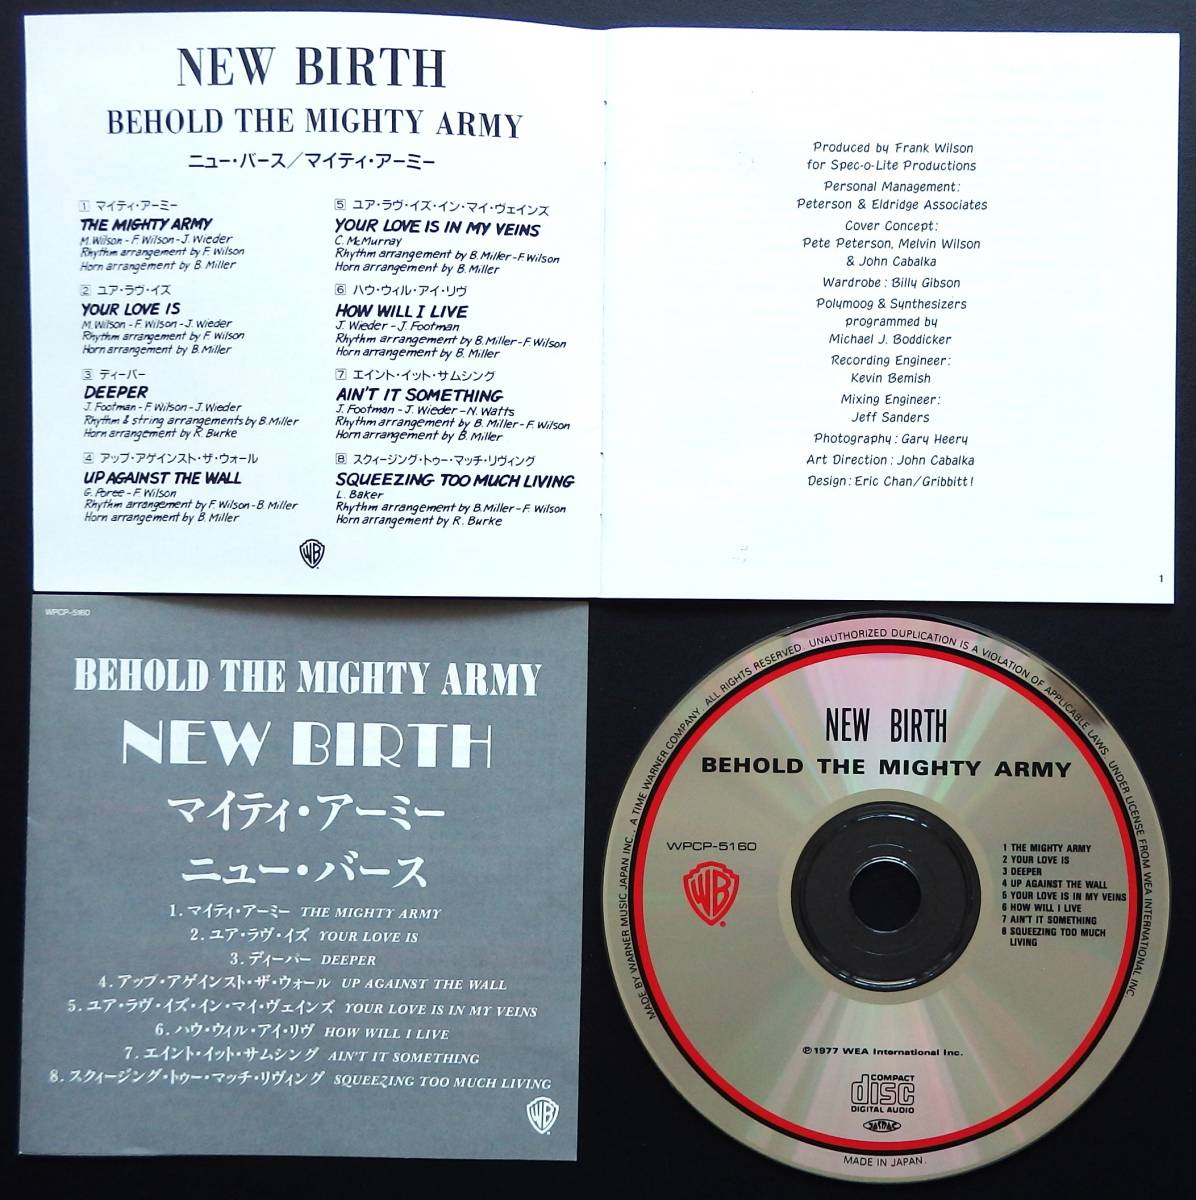 NEW BIRTH
BEHOLD THE MIGHTY ARMY
ニュー・バース/マイティ・アーミー
1 マイティ・アーミー
THE MIGHTY ARMY
M. Wilson - F. Wilson - J. Wieder
Rhythm arrangement by F. Wilson
Horn arrangement by B. Miller
2 ユア・ラヴ・イズ
YOUR LOVE IS
M. Wilson - F. Wilson - J. Wieder
Rhythm arrangement by F. Wilson
Horn arrangement by B. Miller
3 ディーパー
DEEPER
J. Footman - F. Wilson - J. Wieder
Rhythm & string arrangements by B. Miller
Horn arrangement by R. Burke
4 アップ・アゲインスト・ザ・ウォール
UP AGAINST THE WALL
G. Poree - F. Wilson
Rhythm arrangement by F. Wilson - B. Miller
Horn arrangement by B. Miller
5 ユア・ラヴ・イズ・イン・マイ・ヴェインズ
YOUR LOVE IS IN MY VEINS
C. McMurray
Rhythm arrangement by B. Miller - F. Wilson
Horn arrangement by B. Miller
6 ハウ・ウィル・アイ・リヴ
HOW WILL I LIVE
J. Wieder - J. Footman
Rhythm arrangement by B. Miller - F. Wilson
Horn arrangement by B. Miller
7 エイント・イット・サムシング
AIN'T IT SOMETHING
J. Footman - J. Wieder - N. Watts
Rhythm arrangement by B. Miller - F. Wilson
Horn arrangement by B. Miller
8 スクィージング・トゥー・マッチ・リヴィング
SQUEEZING TOO MUCH LIVING
L. Baker
Rhythm arrangement by B. Miller - F. Wilson
Horn arrangement by R. Burke
WB
Produced by Frank Wilson
for Spec-o-Lite Productions
Personal Management:
Peterson & Eldridge Associates
Cover Concept:
Pete Peterson, Melvin Wilson
& John Cabalka
Wardrobe : Billy Gibson
Polymoog & Synthesizers
programmed by
Michael J. Boddicker
Recording Engineer:
Kevin Bemish
Mixing Engineer:
Jeff Sanders
Photography : Gary Heery
Art Direction : John Cabalka
Design : Eric Chan/Gribbitt!
1
WPCP-5160
BEHOLD THE MIGHTY ARMY
NEW BIRTH
マイティ・アーミー
ニュー・バース
1. マイティ・アーミー THE MIGHTY ARMY
2. ユア・ラヴ・イズ YOUR LOVE IS
3. ディーパー DEEPER
4. アップ・アゲインスト・ザ・ウォール UP AGAINST THE WALL
5. ユア・ラヴ・イズ・イン・マイ・ヴェインズ YOUR LOVE IS IN MY VEINS
6. ハウ・ウィル・アイ・リヴ HOW WILL I LIVE
7. エイント・イット・サムシング AIN'T IT SOMETHING
8. スクィージング・トゥー・マッチ・リヴィング SQUEEZING TOO MUCH LIVING
WB
MADE BY WARNER MUSIC JAPAN INC., A TIME WARNER COMPANY. ALL RIGHTS RESERVED. UNAUTHORIZED DUPLICATION IS A VIOLATION OF APPLICABLE LAWS. UNDER LICENSE FROM WEA INTERNATIONAL INC.
NEW BIRTH
BEHOLD THE MIGHTY ARMY
WPCP-5160
WB
1 THE MIGHTY ARMY
2 YOUR LOVE IS
3 DEEPER
4 UP AGAINST THE WALL
5 YOUR LOVE IS IN MY VEINS
6 HOW WILL I LIVE
7 AIN'T IT SOMETHING
8 SQUEEZING TOO MUCH
LIVING
℗1977 WEA International Inc.
COMPACT
disc
DIGITAL AUDIO
JASRAC
MADE IN JAPAN.